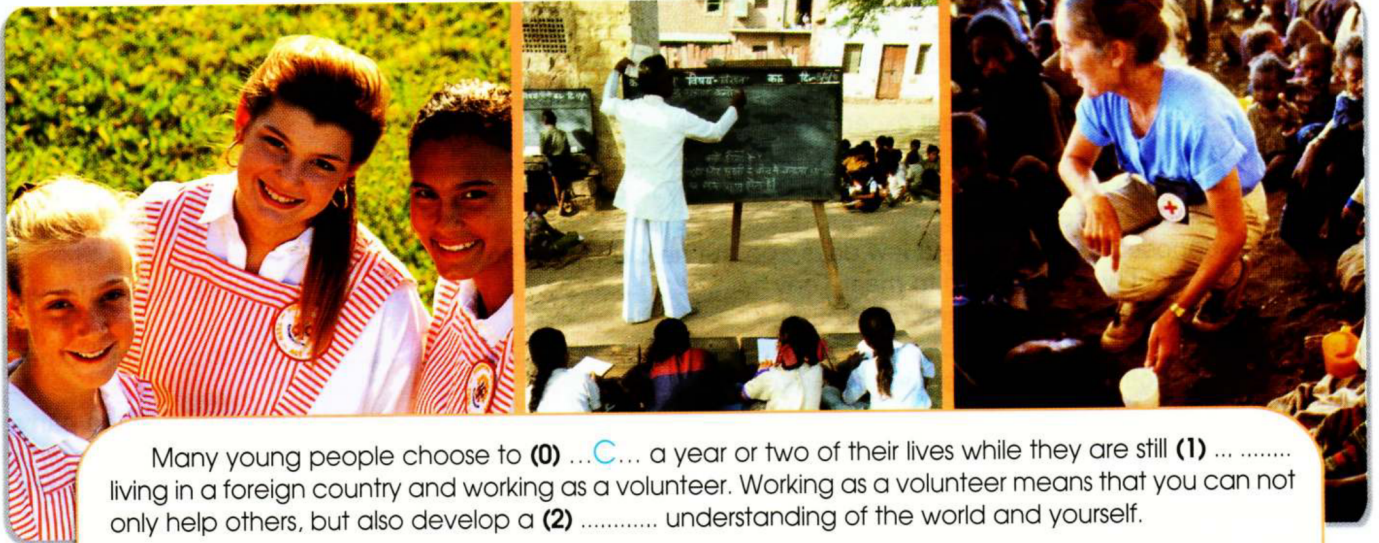 विषय-
Many young people choose to (0) ...C... a year or two of their lives while they are still (1) ... ........
living in a foreign country and working as a volunteer. Working as a volunteer means that you can not
only help others, but also develop a (2) ............ understanding of the world and yourself.